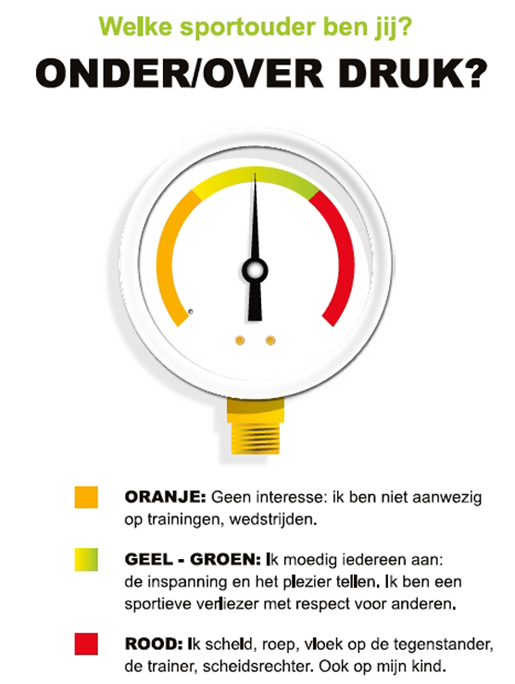 Welke sportouder ben jij?
ONDER/OVER DRUK?
ORANJE: Geen interesse: ik ben niet aanwezig
op trainingen, wedstrijden.
GEEL - GROEN: Ik moedig iedereen aan:
de inspanning en het plezier tellen. Ik ben een
sportieve verliezer met respect voor anderen.
ROOD: Ik scheld, roep, vloek op de tegenstander,
de trainer, scheidsrechter. Ook op mijn kind.